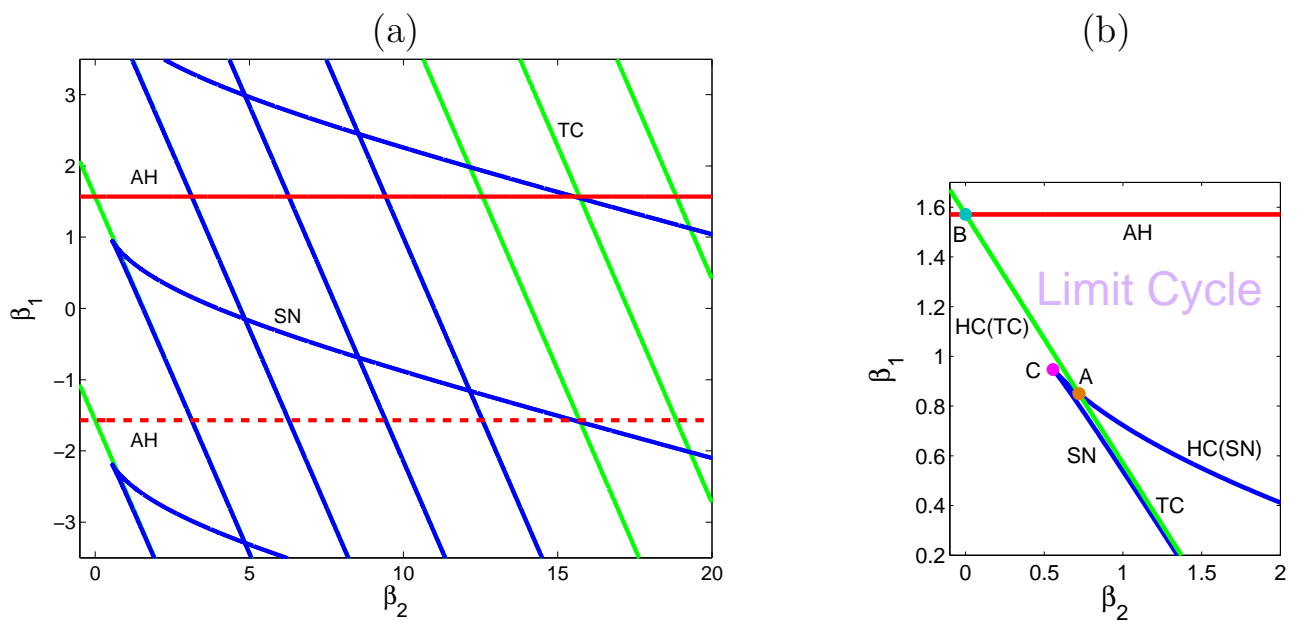 (a)
3
2
1
0
−1
−2
−3
β1
AH
TC
SN
AH
0
5
10
15
20
β2
(b)
1.6
1.4
1.2
1
0.8
0.6
0.4
0.2
β1
B
AH
Limit Cycle
HC(TC)
C
A
SN
HC(SN)
TC
0
0.5
1
1.5
2
β2